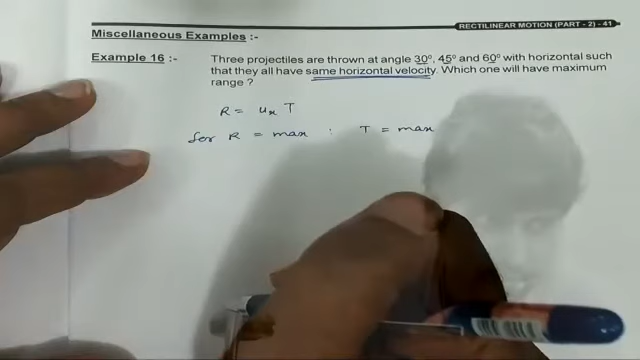 RECTILINEAR MOTION (PART - 2) - 41
Miscellaneous Examples :-
Example 16 :- Three projectiles are thrown at angle 30°, 45° and 60° with horizontal such
that they all have same horizontal velocity. Which one will have maximum
range ?
R = uₓ T
for R = max : T = max